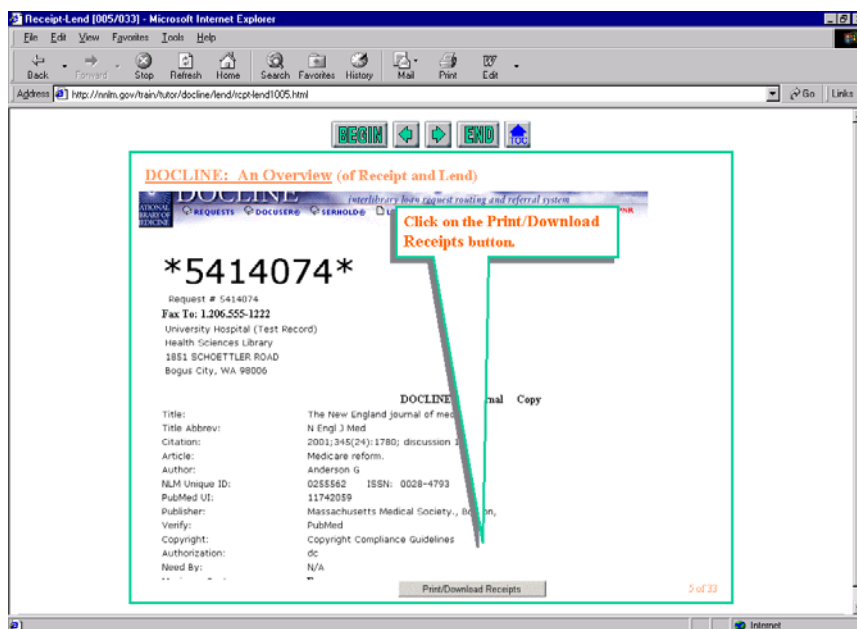 Receipt-Lend [005/033] - Microsoft Internet Explorer
File Edit View Favorites Tools Help
Back Forward Stop Refresh Home Search Favorites History Mail Print Edit
Address http://nnlm.gov/train/tutor/docline/lend/rcpt-lend1005.html Go Links
BEGIN END TOC
DOCLINE: An Overview (of Receipt and Lend)
DOCLINE
interlibrary loan request routing and referral system
REQUESTS DOCUSER® SERHOLD®
Click on the Print/Download
Receipts button.
*5414074*
Request # 5414074
Fax To: 1.206.555-1222
University Hospital (Test Record)
Health Sciences Library
1851 SCHOETTLER ROAD
Bogus City, WA 98006
DOCLINE Copy
Title: The New England journal of
Title Abbrev: N Engl J Med
Citation: 2001;345(24):1780; discussion
Article: Medicare reform.
Author: Anderson G
NLM Unique ID: 0255562 ISSN: 0028-4793
PubMed UI: 11742059
Publisher: Massachusetts Medical Society.,
Verify: PubMed
Copyright: Copyright Compliance Guidelines
Authorization: dc
Need By: N/A
Print/Download Receipts
5 of 33
Internet